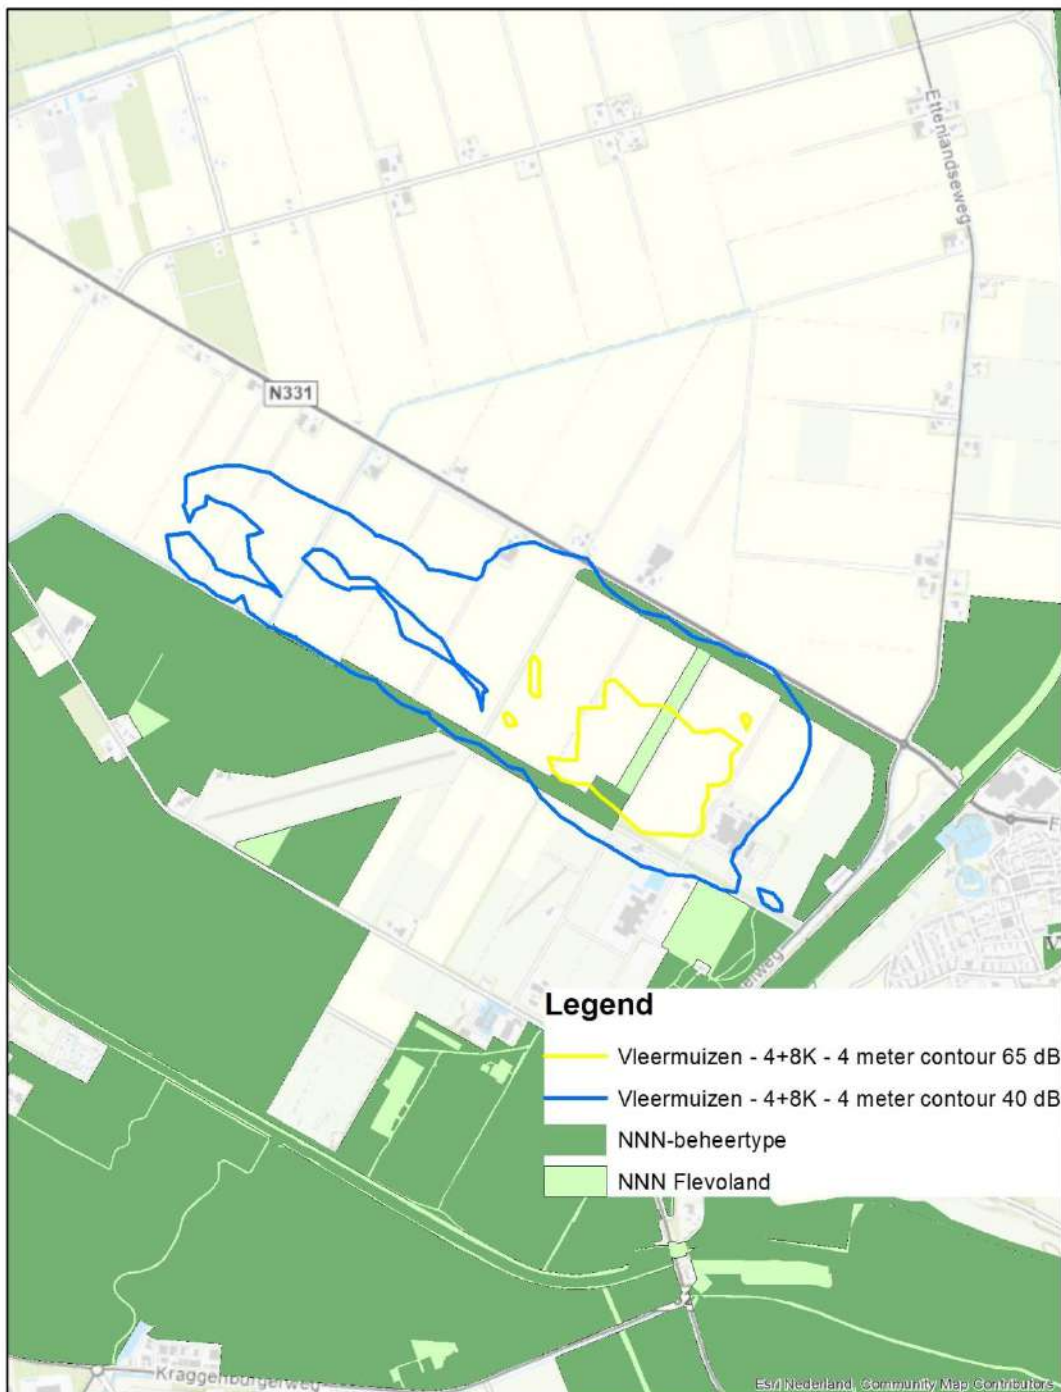 Ettenlandseweg
N331
Legend
Vleermuizen - 4+8K - 4 meter contour 65 dB
Vleermuizen - 4+8K - 4 meter contour 40 dB
NNN-beheertype
NNN Flevoland
Kraggenburgerweg
Esri Nederland, Community Map Contributors